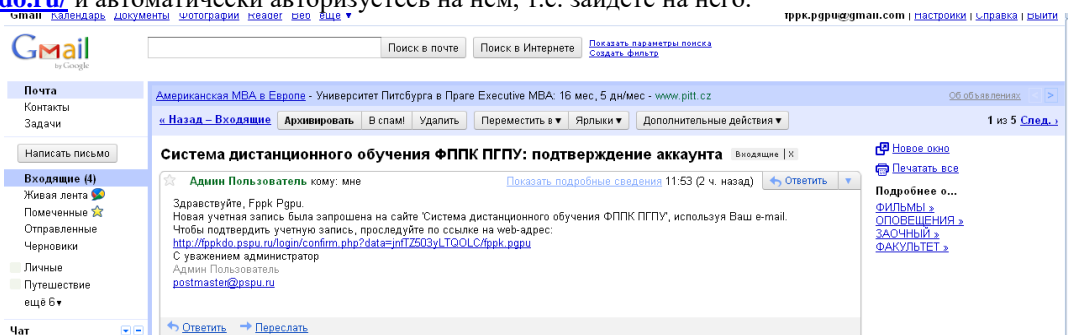 do.ru/ и автоматически авторизуетесь на нем, т.е. зайдете на него.
Gmail Календарь Документы Фотографии Reader Веб ещё ▼
fppk.pgpu@gmail.com | Настройки | Справка | Выйти
Gmail
by Google
Поиск в почте
Поиск в Интернете
Показать параметры поиска
Создать фильтр
Почта
Контакты
Задачи
Написать письмо
Входящие (4)
Живая лента
Помеченные
Отправленные
Черновики
Личные
Путешествие
ещё 6▼
Чат
Американская MBA в Европе - Университет Питсбурга в Праге Executive MBA: 16 мес, 5 дн/мес - www.pitt.cz
Об объявлениях < >
« Назад – Входящие Архивировать В спам! Удалить Переместить в ▼ Ярлыки ▼ Дополнительные действия ▼
1 из 5 След. ›
Система дистанционного обучения ФППК ПГПУ: подтверждение аккаунта Входящие | X
Админ Пользователь кому: мне
Показать подробные сведения 11:53 (2 ч. назад)
Ответить
Здравствуйте, Fppk Pgpu.
Новая учетная запись была запрошена на сайте 'Система дистанционного обучения ФППК ПГПУ', используя Ваш e-mail.
Чтобы подтвердить учетную запись, проследуйте по ссылке на web-адрес:
http://fppkdo.pspu.ru/login/confirm.php?data=jnfTZ503yLTQOLC/fppk.pgpu
С уважением администратор
Админ Пользователь
postmaster@pspu.ru
Ответить Переслать
Новое окно
Печатать все
Подробнее о...
ФИЛЬМЫ »
ОПОВЕЩЕНИЯ »
ЗАОЧНЫЙ »
ФАКУЛЬТЕТ »